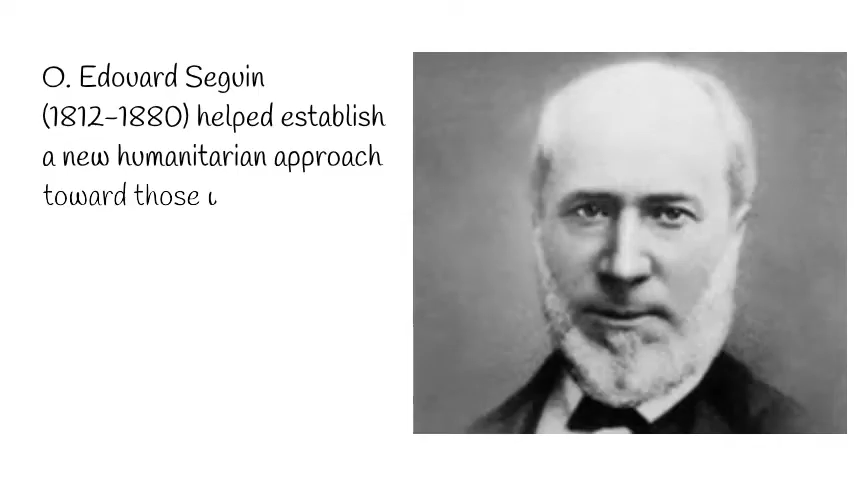 O. Edouard Seguin
(1812-1880) helped establish
a new humanitarian approach
toward those